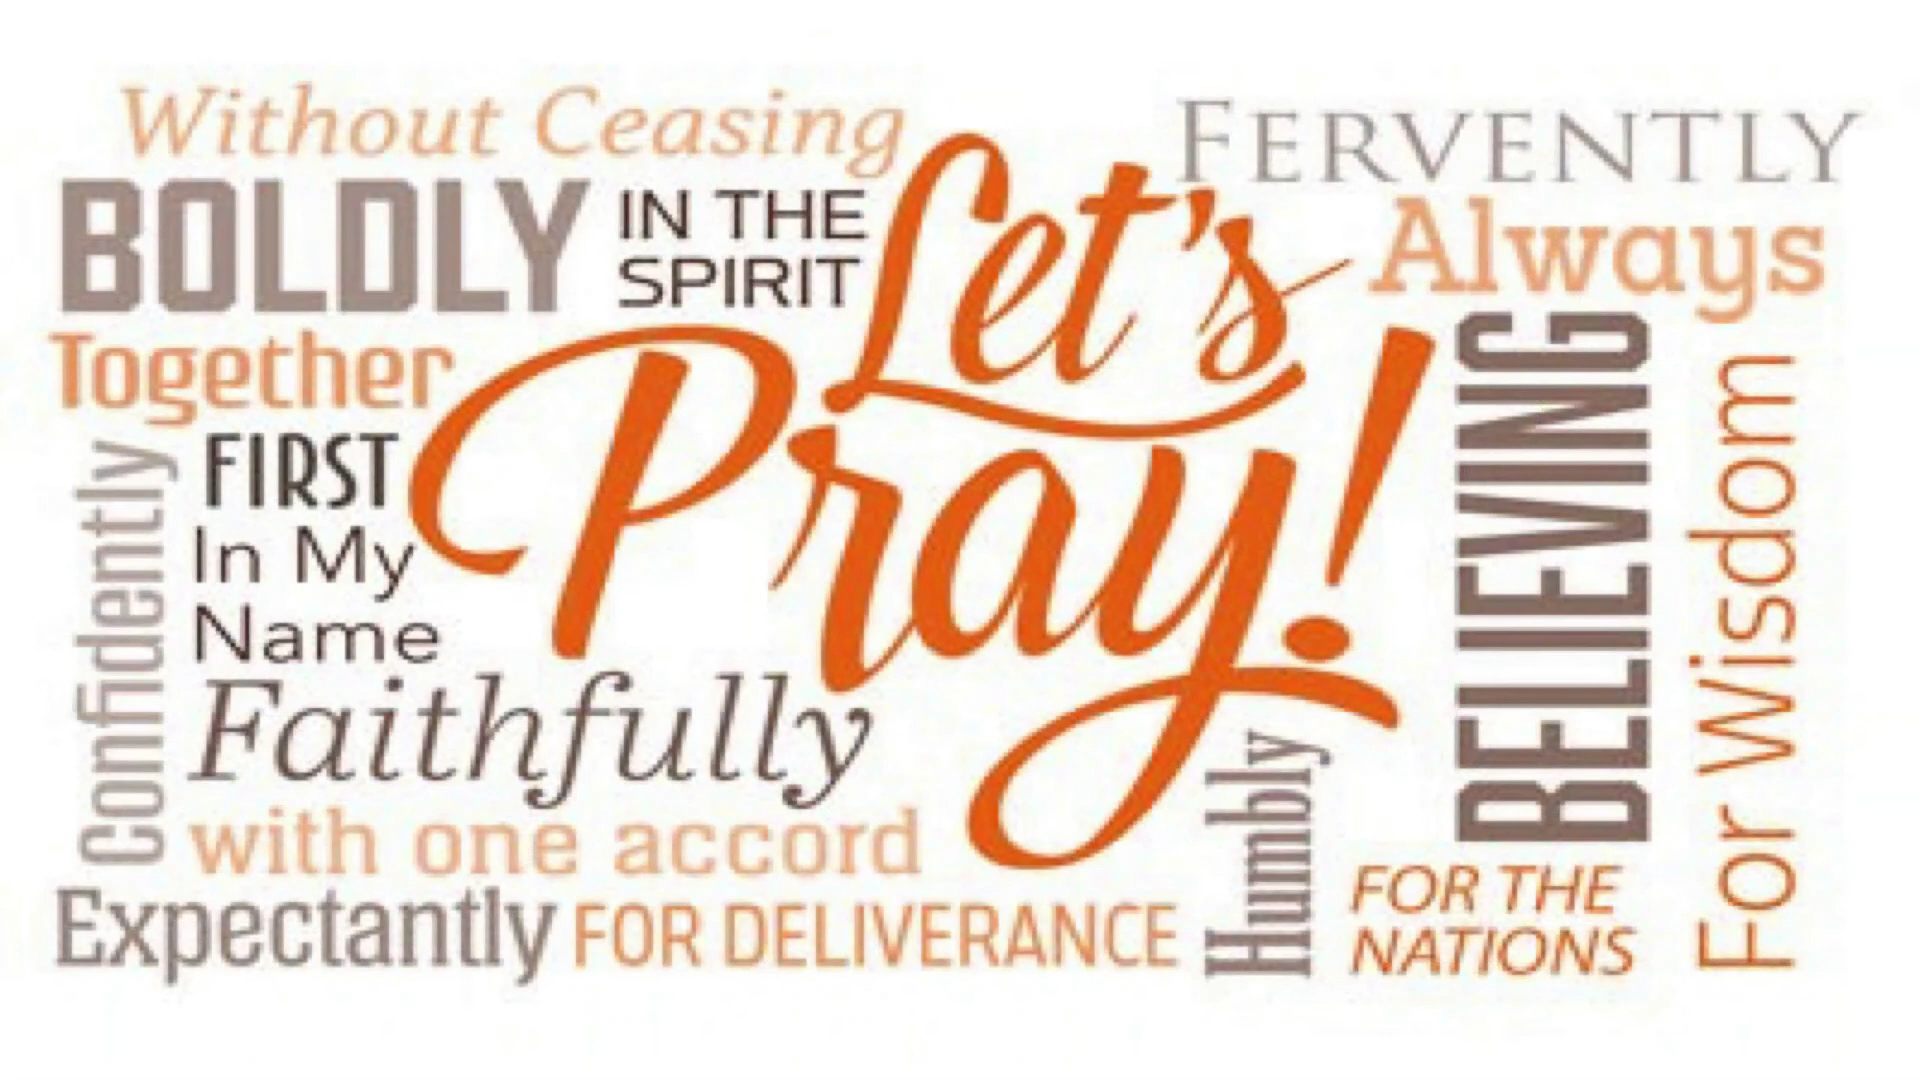 Without Ceasing
BOLDLY
IN THE
SPIRIT
Together
Confidently
FIRST
In My
Name
Faithfully
with one accord
Expectantly
FOR DELIVERANCE
Let's
Pray!
FERVENTLY
Always
BELIEVING
For Wisdom
Humbly
FOR THE
NATIONS